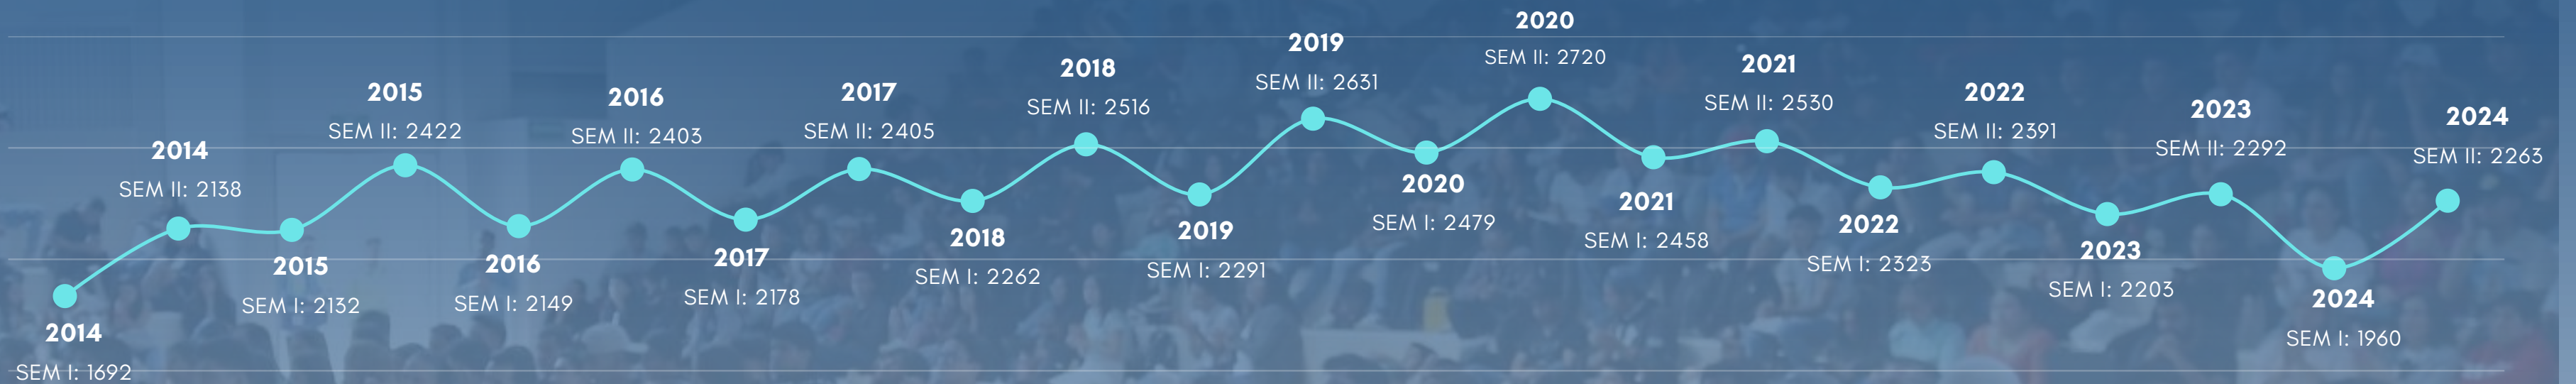 2014
SEM I: 1692
2014
SEM II: 2138
2015
SEM I: 2132
2015
SEM II: 2422
2016
SEM I: 2149
2016
SEM II: 2403
2017
SEM I: 2178
2017
SEM II: 2405
2018
SEM I: 2262
2018
SEM II: 2516
2019
SEM I: 2291
2019
SEM II: 2631
2020
SEM I: 2479
2020
SEM II: 2720
2021
SEM I: 2458
2021
SEM II: 2530
2022
SEM I: 2323
2022
SEM II: 2391
2023
SEM I: 2203
2023
SEM II: 2292
2024
SEM I: 1960
2024
SEM II: 2263